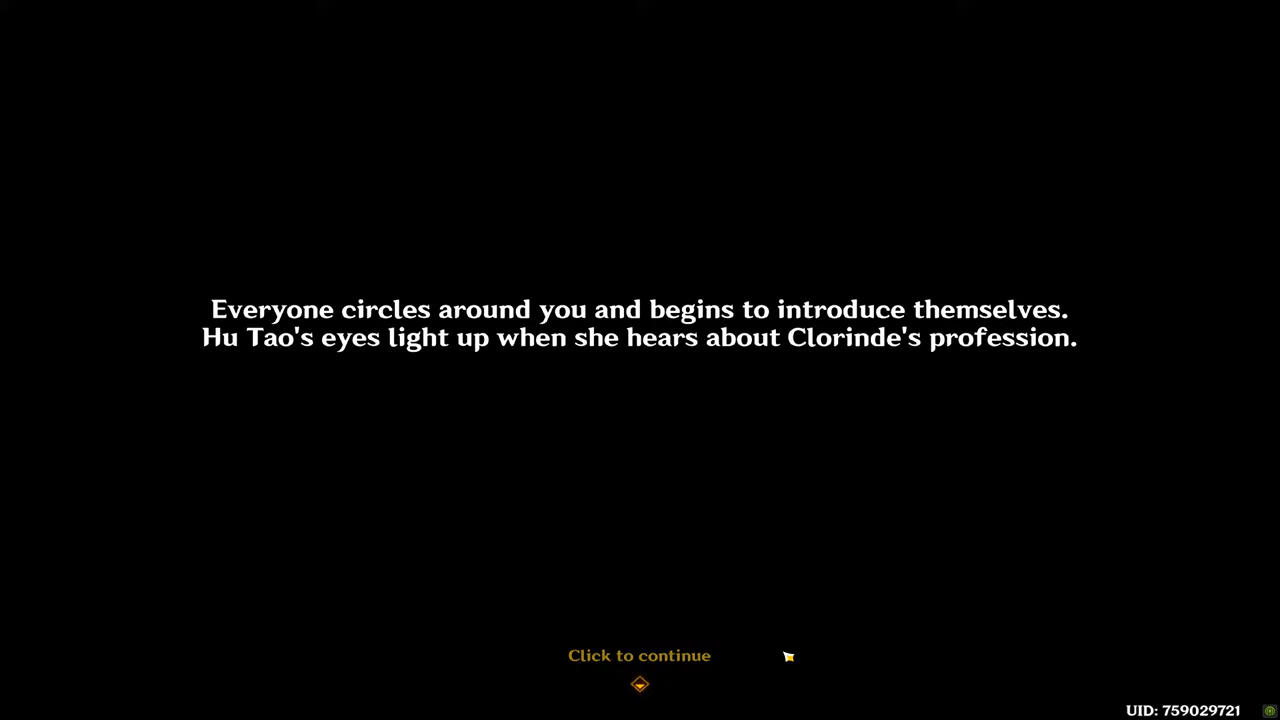 Everyone circles around you and begins to introduce themselves.
Hu Tao's eyes light up when she hears about Clorinde's profession.
Click to continue
UID: 759029721